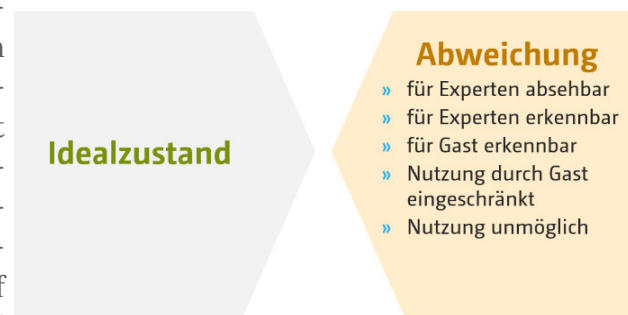 Idealzustand
Abweichung
» für Experten absehbar
» für Experten erkennbar
» für Gast erkennbar
» Nutzung durch Gast
eingeschränkt
» Nutzung unmöglich